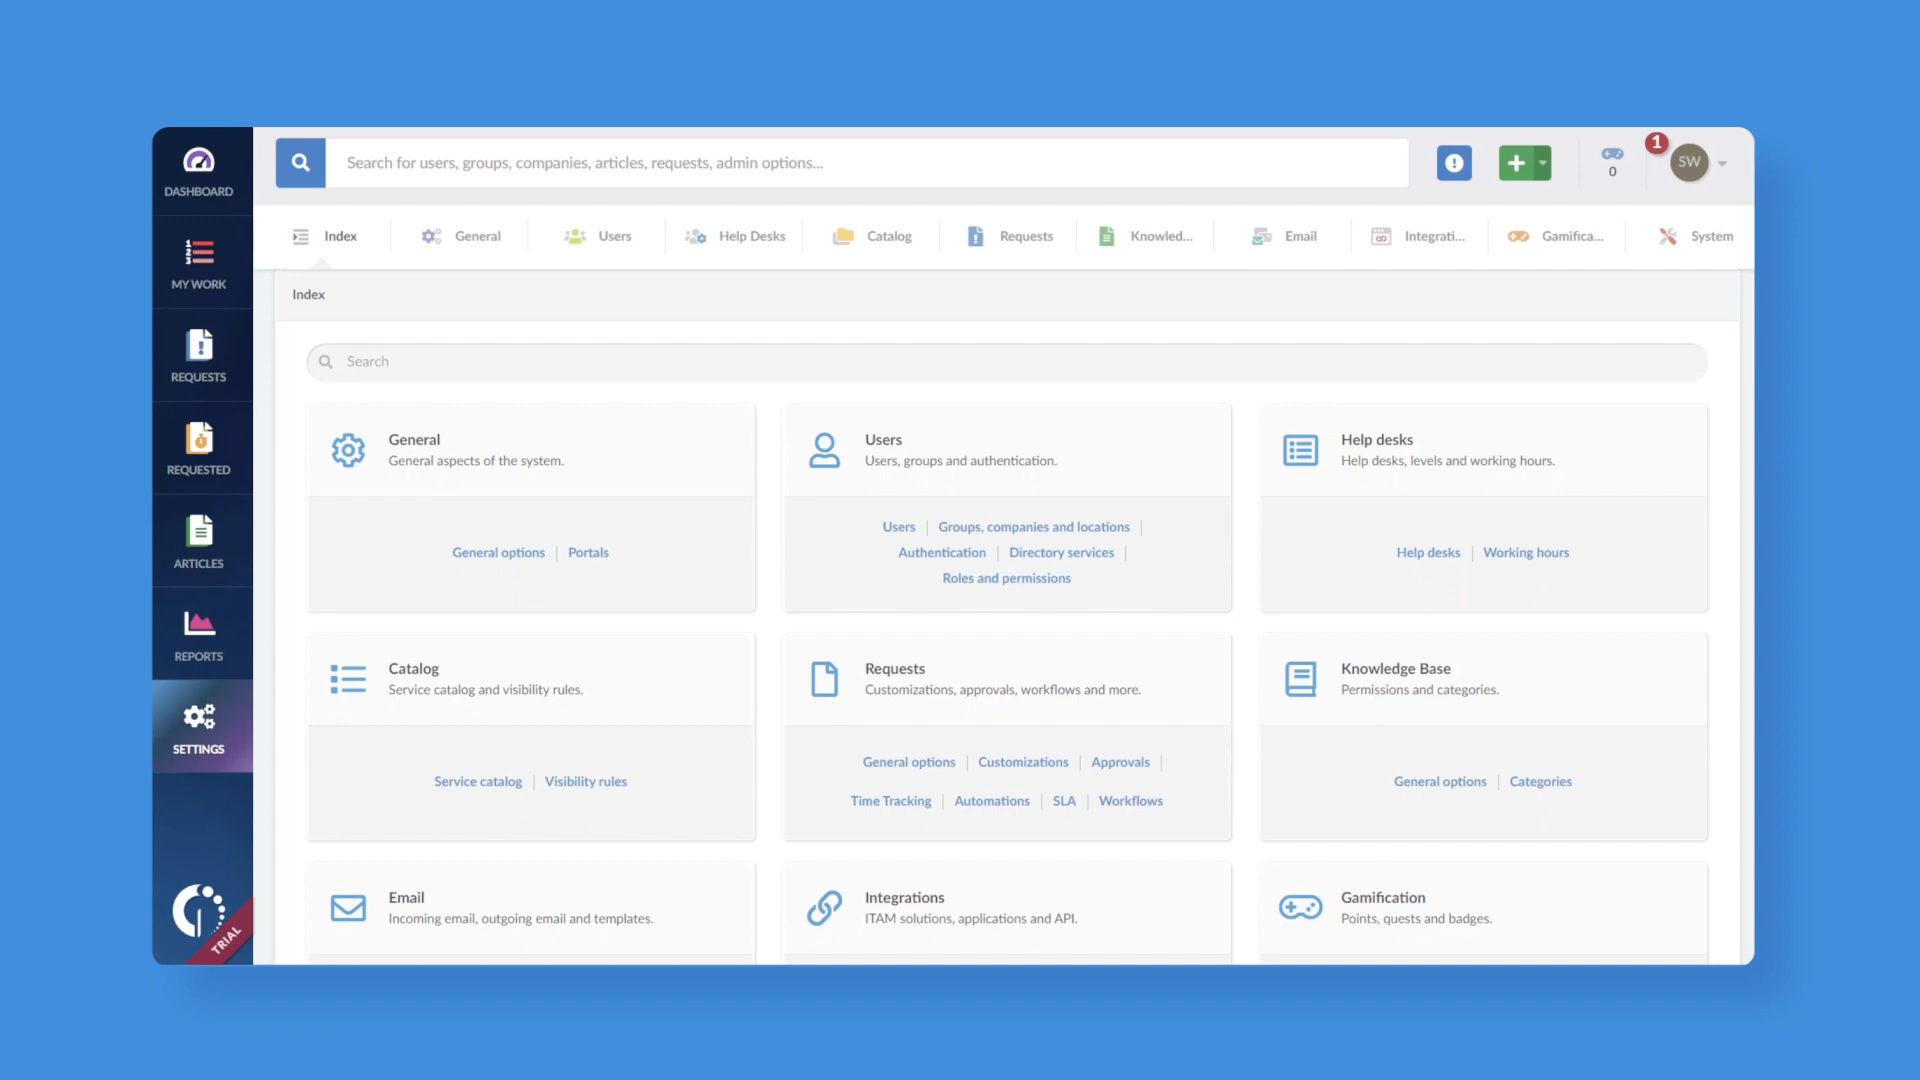 DASHBOARD
MY WORK
REQUESTS
REQUESTED
ARTICLES
REPORTS
SETTINGS
TRIAL
Search for users, groups, companies, articles, requests, admin options...
0
1
SW
Index
General
Users
Help Desks
Catalog
Requests
Knowled...
Email
Integrati...
Gamifica...
System
Index
Search
General
General aspects of the system.
General options
Portals
Users
Users, groups and authentication.
Users
Groups, companies and locations
Authentication
Directory services
Roles and permissions
Help desks
Help desks, levels and working hours.
Help desks
Working hours
Catalog
Service catalog and visibility rules.
Service catalog
Visibility rules
Requests
Customizations, approvals, workflows and more.
General options
Customizations
Approvals
Time Tracking
Automations
SLA
Workflows
Knowledge Base
Permissions and categories.
General options
Categories
Email
Incoming email, outgoing email and templates.
Integrations
ITAM solutions, applications and API.
Gamification
Points, quests and badges.